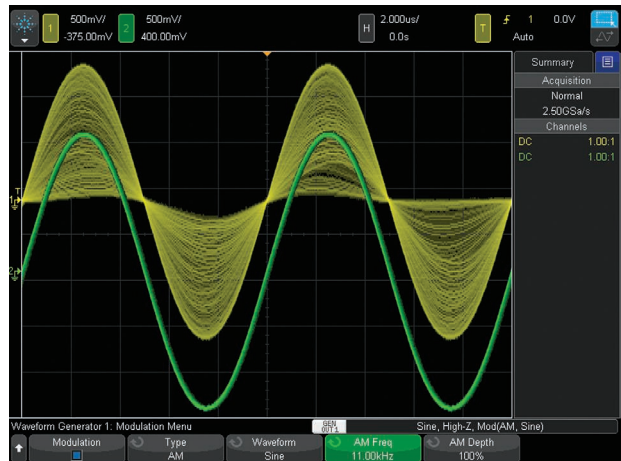 1 500mV/ -375.00mV 2 500mV/ 400.00mV H 2.000us/ 0.0s T 1 0.0V Auto
Summary
Acquisition
Normal
2.50GSa/s
Channels
DC 1.00:1
DC 1.00:1
T
1
2
Waveform Generator 1: Modulation Menu GEN OUT 1 Sine, High-Z, Mod(AM, Sine)
Modulation Type AM Waveform Sine AM Freq 11.00kHz AM Depth 100%